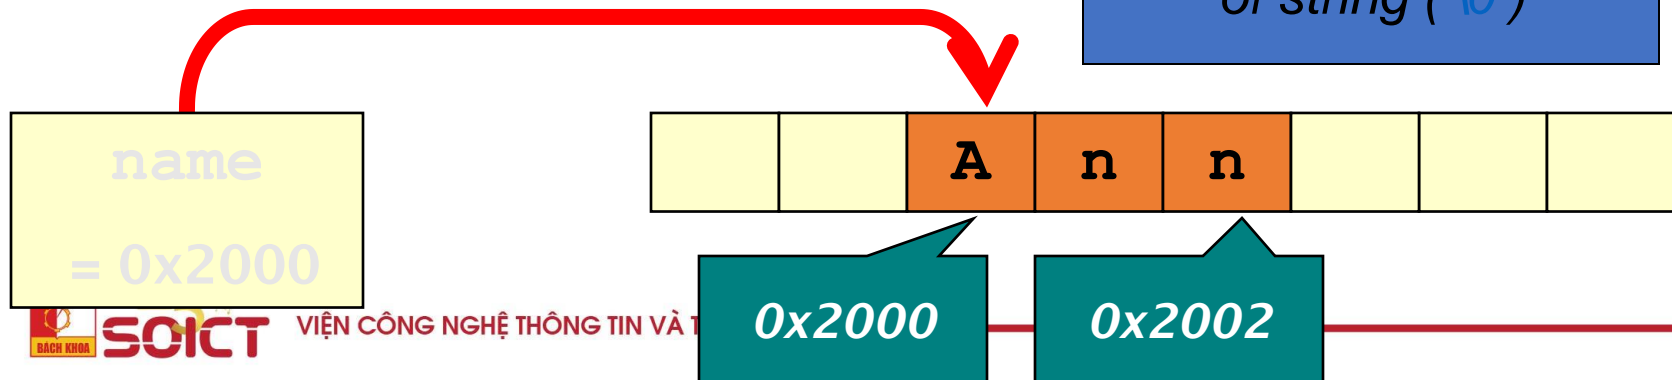 of string ( \0 )
name
= 0x2000
A n n
0x2000
0x2002
BÁCH KHOA
SOICT
VIỆN CÔNG NGHỆ THÔNG TIN VÀ T